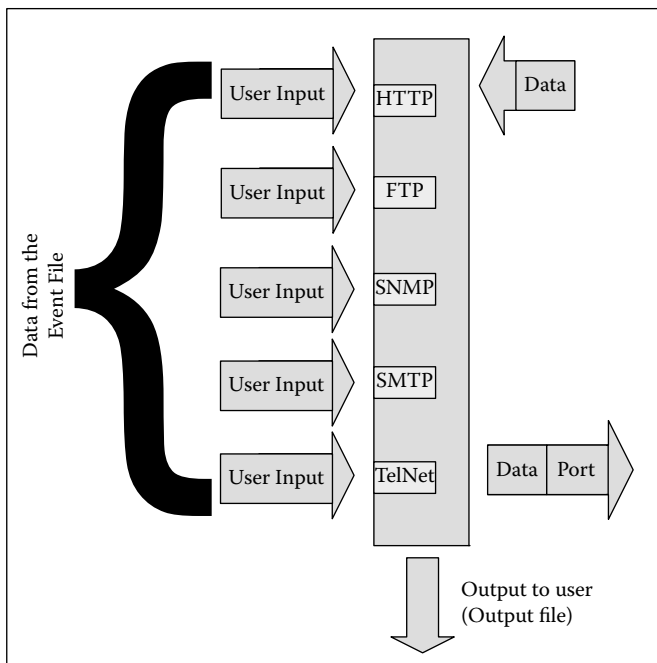 Data from the
Event File
User Input
HTTP
Data
User Input
FTP
User Input
SNMP
User Input
SMTP
User Input
TelNet
Data
Port
Output to user
(Output file)